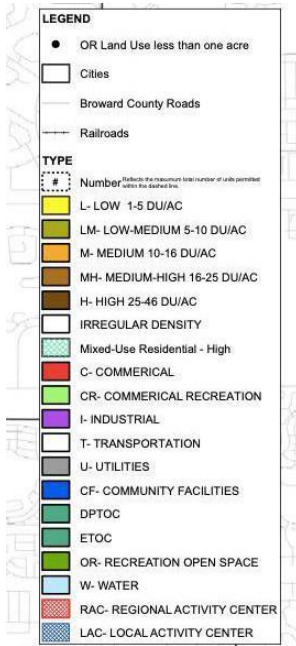 LEGEND
OR Land Use less than one acre
Cities
Broward County Roads
Railroads
TYPE
# Number Reflects the maxumum total number of units permitted
within the dashed line.
L- LOW 1-5 DU/AC
LM- LOW-MEDIUM 5-10 DU/AC
M- MEDIUM 10-16 DU/AC
MH- MEDIUM-HIGH 16-25 DU/AC
H- HIGH 25-46 DU/AC
IRREGULAR DENSITY
Mixed-Use Residential - High
C- COMMERICAL
CR- COMMERICAL RECREATION
I- INDUSTRIAL
T- TRANSPORTATION
U- UTILITIES
CF- COMMUNITY FACILITIES
DPTOC
ETOC
OR- RECREATION OPEN SPACE
W- WATER
RAC- REGIONAL ACTIVITY CENTER
LAC- LOCAL ACTIVITY CENTER